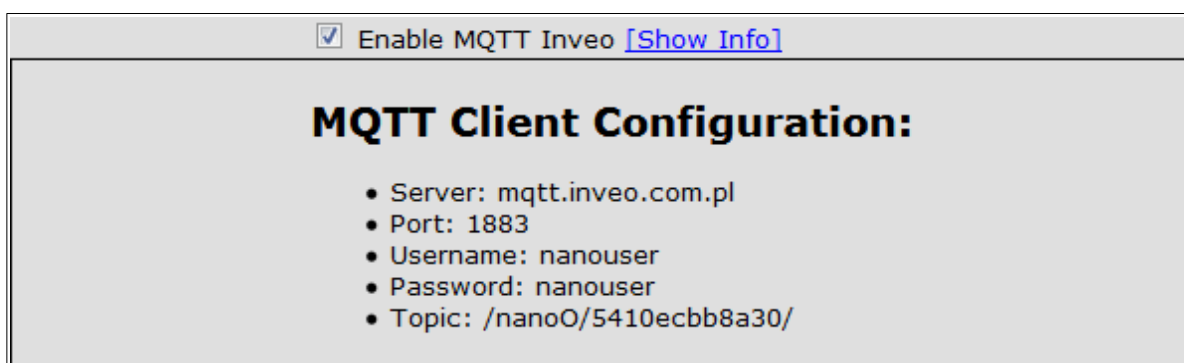 Enable MQTT Inveo [Show Info]
MQTT Client Configuration:
• Server: mqtt.inveo.com.pl
• Port: 1883
• Username: nanouser
• Password: nanouser
• Topic: /nanoO/5410ecbb8a30/